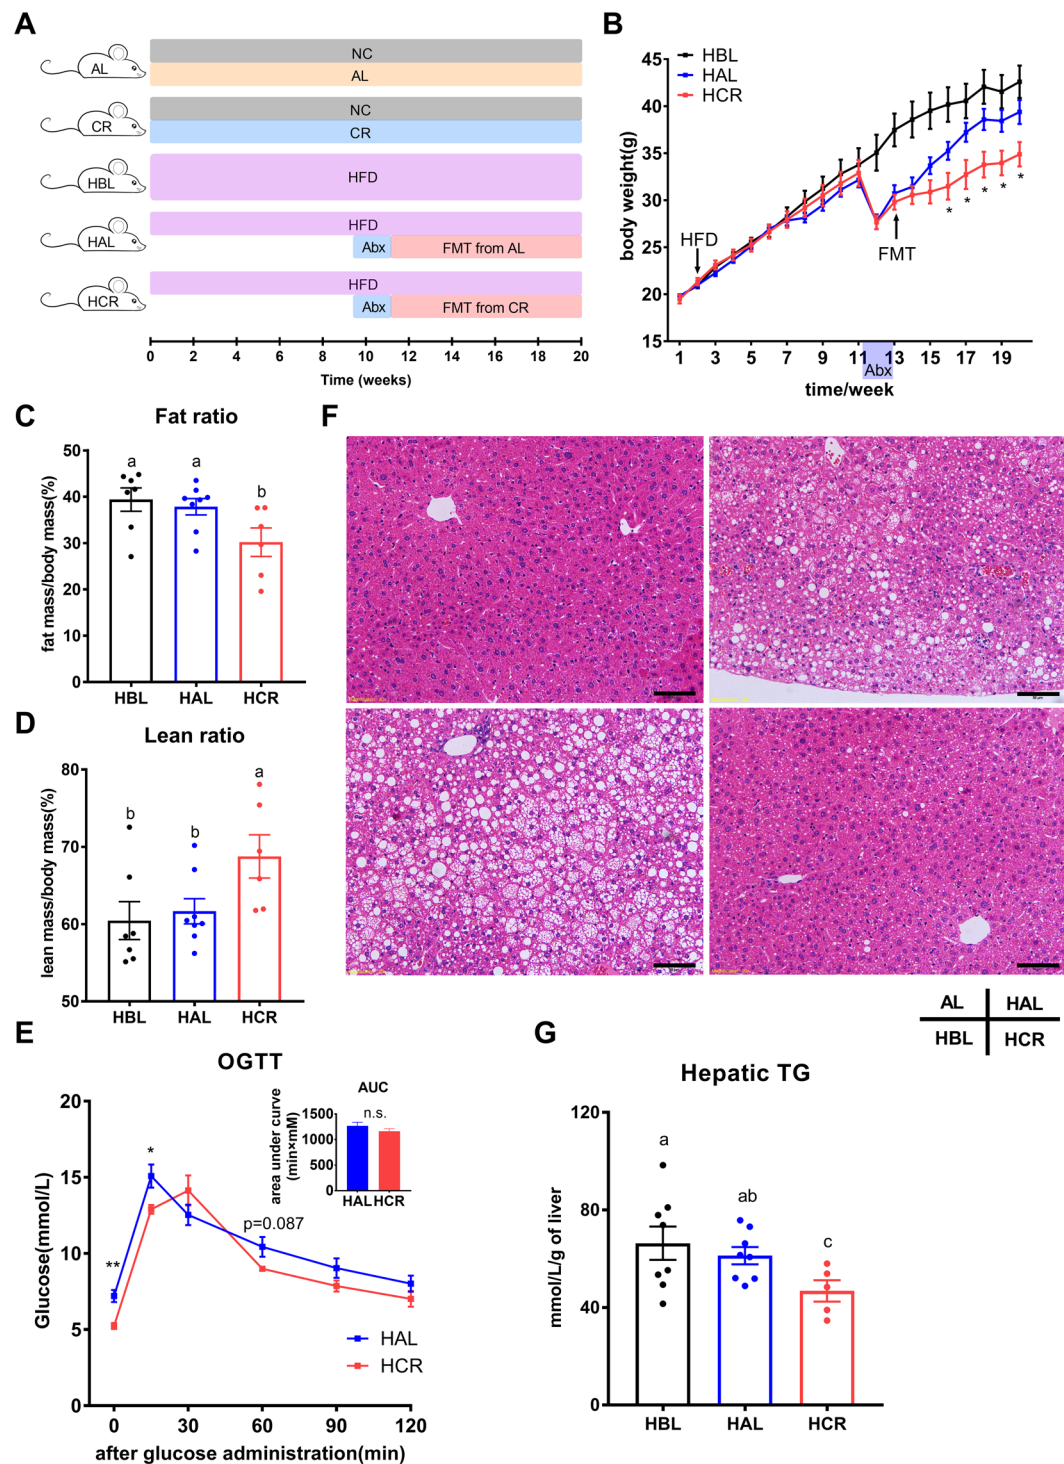 A
AL
NC
AL
CR
NC
CR
HBL
HFD
HAL
HFD
Abx
FMT from AL
HCR
HFD
Abx
FMT from CR
0 2 4 6 8 10 12 14 16 18 20
Time (weeks)
B
HBL
HAL
HCR
body weight(g)
45
40
35
30
25
20
15
HFD
FMT
* * * * *
1 3 5 7 9 11 13 15 17 19
Abx
time/week
C
Fat ratio
fat mass/body mass(%)
50
40
30
20
10
0
a a b
HBL HAL HCR
D
Lean ratio
lean mass/body mass(%)
80
70
60
50
b b a
HBL HAL HCR
E
OGTT
Glucose(mmol/L)
20
15
10
5
0
**
*
p=0.087
HAL
HCR
0 30 60 90 120
after glucose administration(min)
AUC
area under curve
(min×mM)
1500
1000
500
0
n.s.
HAL HCR
F
AL HAL
HBL HCR
G
Hepatic TG
mmol/L/g of liver
120
80
40
0
a ab c
HBL HAL HCR